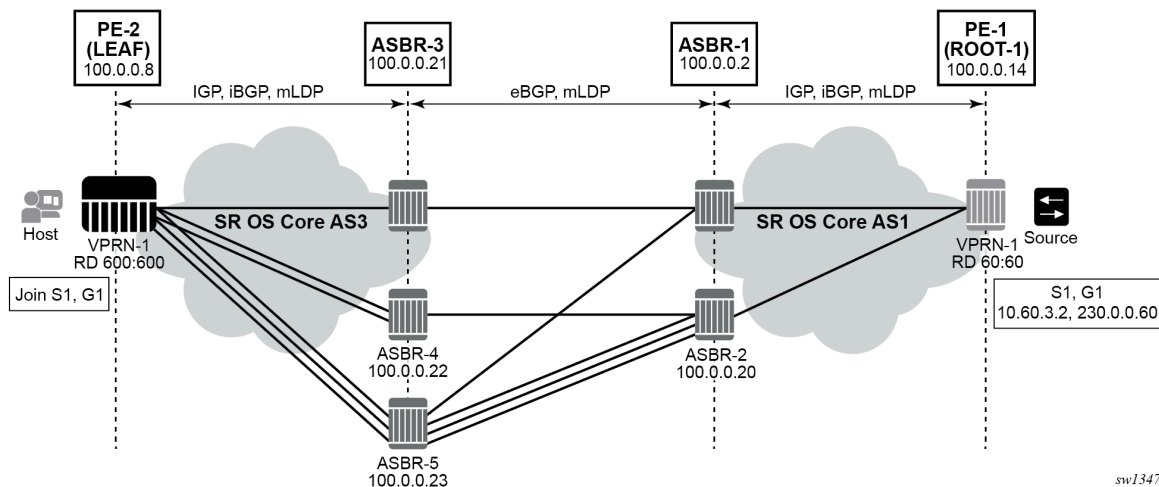 PE-2
(LEAF)
100.0.0.8
ASBR-3
100.0.0.21
ASBR-1
100.0.0.2
PE-1
(ROOT-1)
100.0.0.14
IGP, iBGP, mLDP
eBGP, mLDP
IGP, iBGP, mLDP
Host
SR OS Core AS3
SR OS Core AS1
Source
VPRN-1
RD 600:600
VPRN-1
RD 60:60
Join S1, G1
S1, G1
10.60.3.2, 230.0.0.60
ASBR-4
100.0.0.22
ASBR-2
100.0.0.20
ASBR-5
100.0.0.23
sw1347